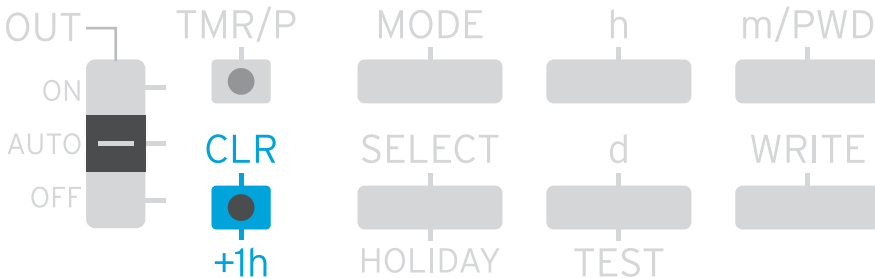 OUT TMR/P MODE h m/PWD
ON
AUTO CLR SELECT d WRITE
OFF
+1h HOLIDAY TEST